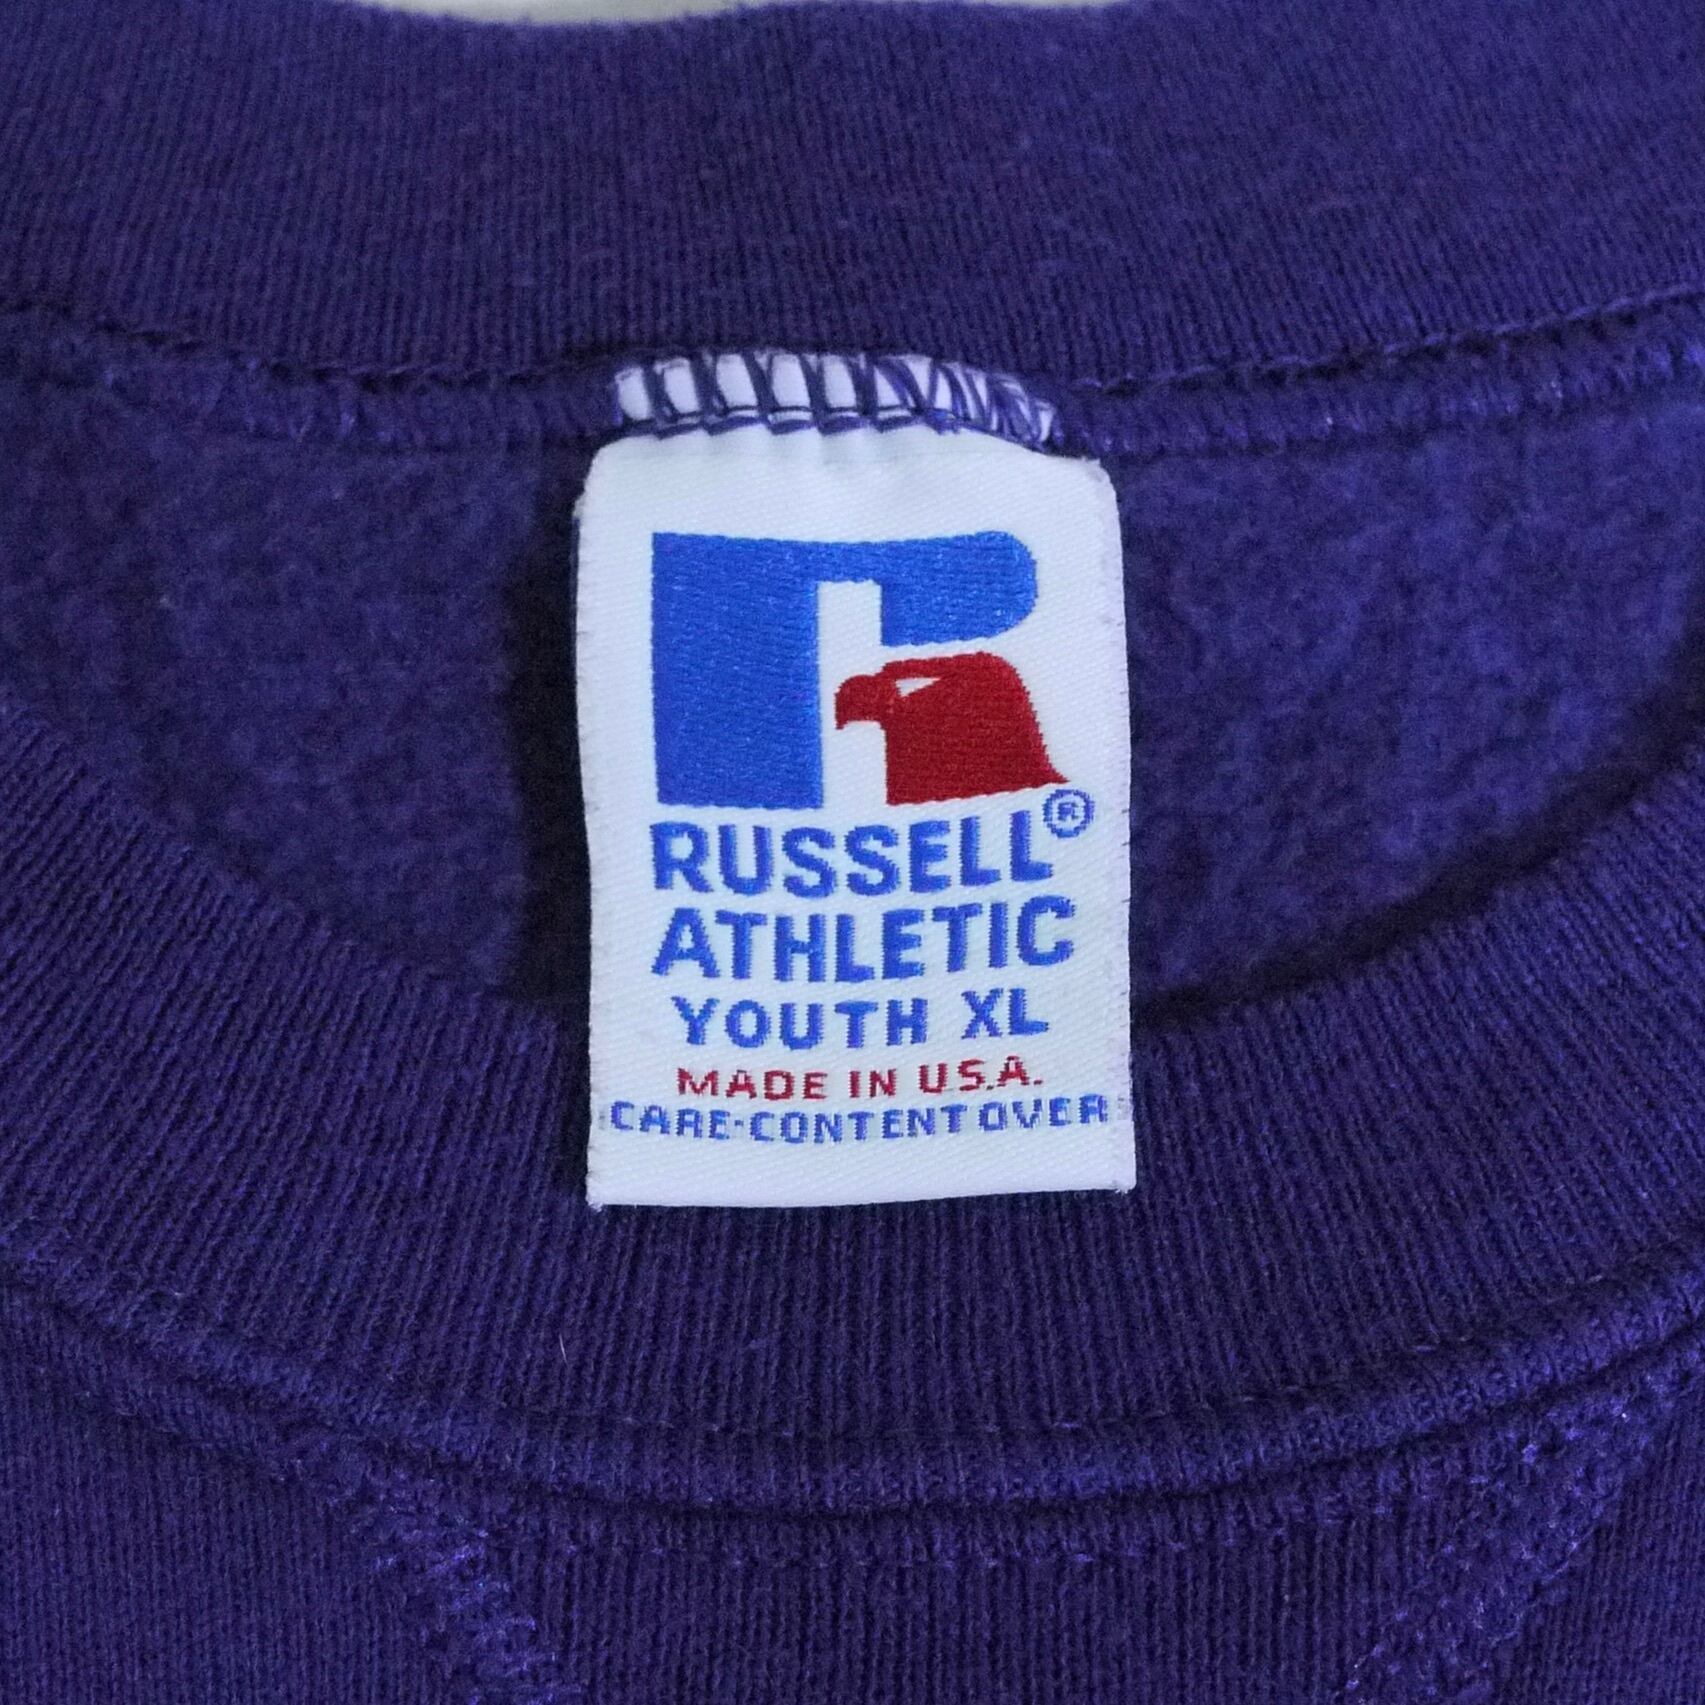 RUSSELL®
ATHLETIC
YOUTH XL
MADE IN U.S.A.
CARE-CONTENT OVER